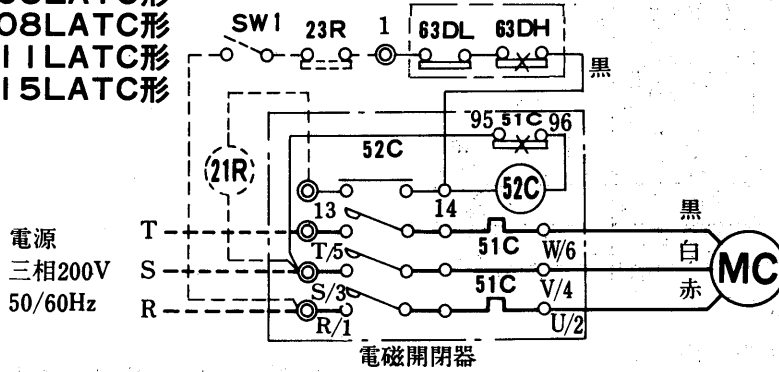 08LATC形
11LATC形
15LATC形
SW1 23R 1 63DL 63DH
黒
95 51C 96
52C
21R
52C
13 14
電源
三相200V
50/60Hz
T T/5 51C W/6 黒
S S/3 51C V/4 白
R R/1 U/2 赤
MC
電磁開閉器